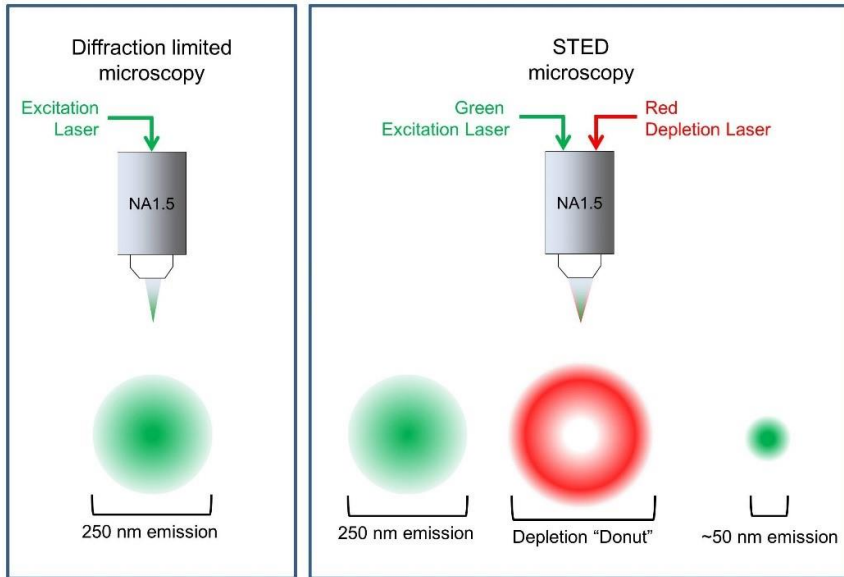 Diffraction limited
microscopy
Excitation
Laser
NA1.5
250 nm emission
STED
microscopy
Green
Excitation Laser
Red
Depletion Laser
NA1.5
250 nm emission
Depletion “Donut”
~50 nm emission